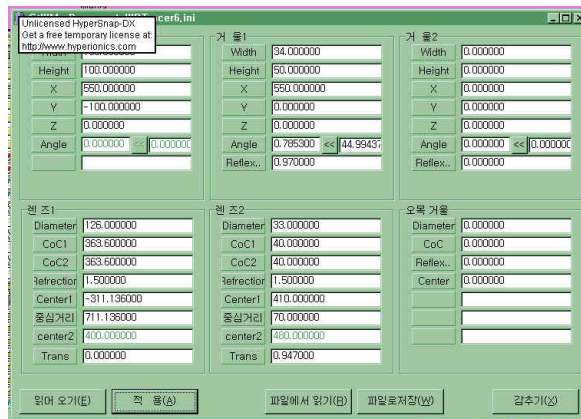 Unlicensed HyperSnap-DX
Get a free temporary license at:
http://www.hyperionics.com
cer6.ini
Height 100.000000
X 550.000000
Y -100.000000
Z 0.000000
Angle 0.000000 << 0.000000
거 울1
Width 34.000000
Height 50.000000
X 550.000000
Y 0.000000
Z 0.000000
Angle 0.785300 << 44.99437
Reflex.. 0.970000
거 울2
Width 0.000000
Height 0.000000
X 0.000000
Y 0.000000
Z 0.000000
Angle 0.000000 << 0.00000
Reflex.. 0.000000
렌 즈1
Diameter 126.000000
CoC1 363.600000
CoC2 363.600000
Refrection 1.500000
Center1 -311.136000
중심거리 711.136000
center2 400.000000
Trans 0.000000
렌 즈2
Diameter 33.000000
CoC1 40.000000
CoC2 40.000000
Refrection 1.500000
Center1 410.000000
중심거리 70.000000
center2 480.000000
Trans 0.947000
오목 거울
Diameter 0.000000
CoC 0.000000
Reflex.. 0.000000
Center 0.000000
읽어 오기(E) 적 용(A) 파일에서 읽기(R) 파일로저장(W) 감추기(X)